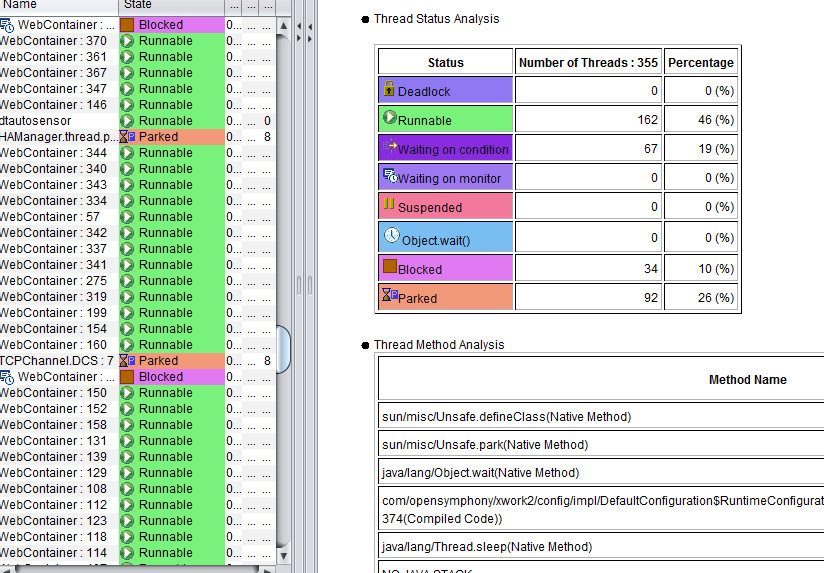 Name State ... ... ...
WebContainer : ... Blocked
WebContainer : 370 Runnable 0... ... ...
WebContainer : 361 Runnable 0... ... ...
WebContainer : 367 Runnable 0... ... ...
WebContainer : 347 Runnable 0... ... ...
WebContainer : 146 Runnable 0... ... ...
dtautosensor Runnable 0... ... 0
HAManager.thread.p... Parked 0... ... 8
WebContainer : 344 Runnable 0... ... ...
WebContainer : 340 Runnable 0... ... ...
WebContainer : 343 Runnable 0... ... ...
WebContainer : 334 Runnable 0... ... ...
WebContainer : 57 Runnable 0... ... ...
WebContainer : 342 Runnable 0... ... ...
WebContainer : 337 Runnable 0... ... ...
WebContainer : 341 Runnable 0... ... ...
WebContainer : 275 Runnable 0... ... ...
WebContainer : 319 Runnable 0... ... ...
WebContainer : 199 Runnable 0... ... ...
WebContainer : 154 Runnable 0... ... ...
WebContainer : 160 Runnable 0... ... ...
TCPChannel.DCS : 7 Parked 0... ... 8
WebContainer : ... Blocked 0... ... ...
WebContainer : 150 Runnable 0... ... ...
WebContainer : 152 Runnable 0... ... ...
WebContainer : 158 Runnable 0... ... ...
WebContainer : 131 Runnable 0... ... ...
WebContainer : 139 Runnable 0... ... ...
WebContainer : 129 Runnable 0... ... ...
WebContainer : 108 Runnable 0... ... ...
WebContainer : 112 Runnable 0... ... ...
WebContainer : 123 Runnable 0... ... ...
WebContainer : 118 Runnable 0... ... ...
WebContainer : 114 Runnable 0... ... ...
Thread Status Analysis
Status Number of Threads : 355 Percentage
Deadlock 0 0 (%)
Runnable 162 46 (%)
Waiting on condition 67 19 (%)
Waiting on monitor 0 0 (%)
Suspended 0 0 (%)
Object.wait() 0 0 (%)
Blocked 34 10 (%)
Parked 92 26 (%)
Thread Method Analysis
Method Name
sun/misc/Unsafe.defineClass(Native Method)
sun/misc/Unsafe.park(Native Method)
java/lang/Object.wait(Native Method)
com/opensymphony/xwork2/config/impl/DefaultConfiguration$RuntimeConfigurat
374(Compiled Code))
java/lang/Thread.sleep(Native Method)
NO JAVA STACK